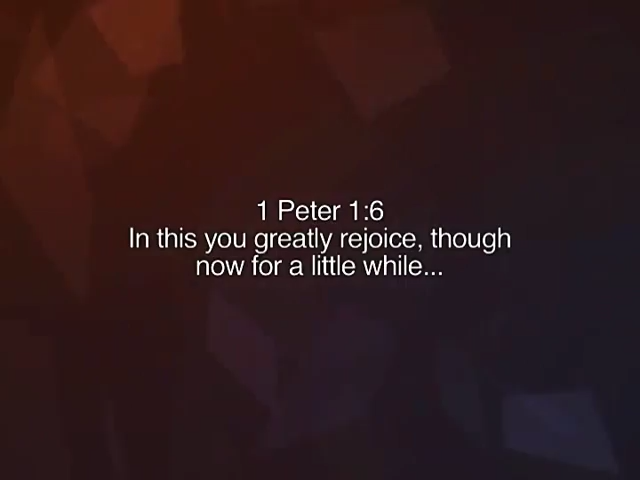 1 Peter 1:6
In this you greatly rejoice, though
now for a little while...